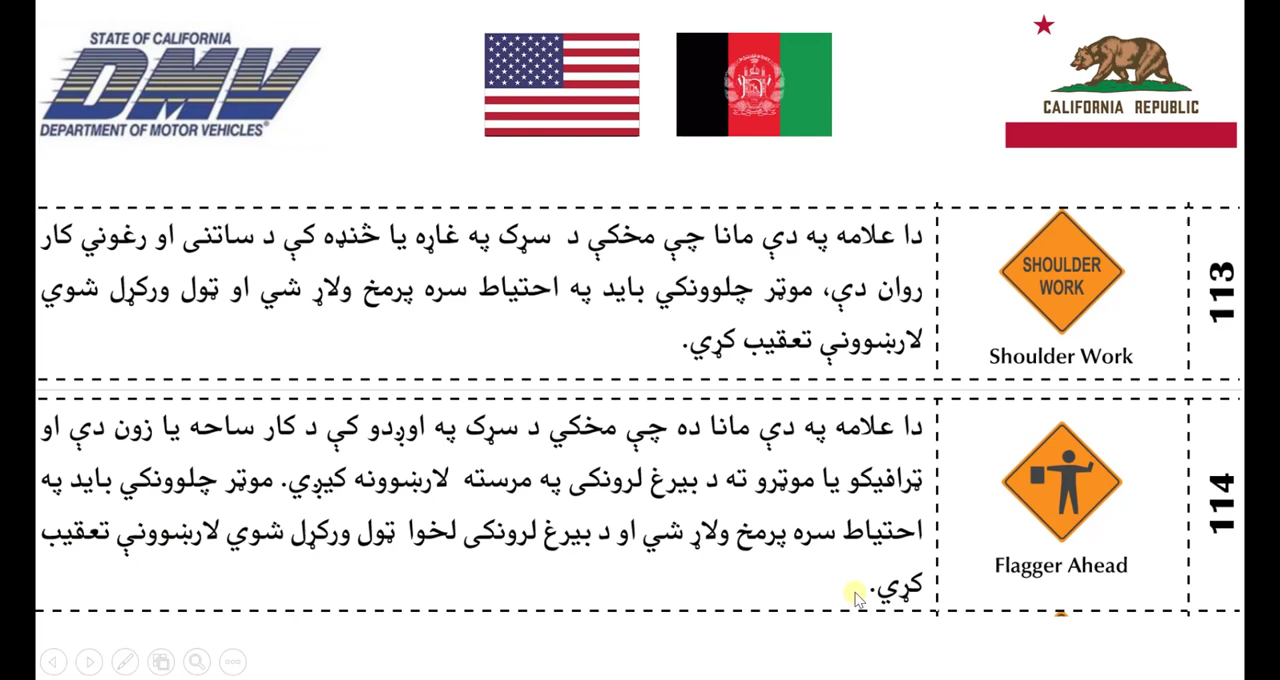 STATE OF CALIFORNIA
DMV
DEPARTMENT OF MOTOR VEHICLES®
CALIFORNIA REPUBLIC
113
SHOULDER
WORK
Shoulder Work
دا علامه په دې مانا چې مخکې د سړک په غاړه یا څنډه کې د ساتنی او رغونې کار
روان دې، موټر چلوونکي باید په احتیاط سره پرمخ ولاړ شي او ټول ورکړل شوي
لارښوونې تعقیب کړي.
114
Flagger Ahead
دا علامه په دې مانا ده چې مخکې د سړک په اوږدو کې د کار ساحه یا زون دې او
ټرافیکو یا موټرو ته د بیرغ لرونکی په مرسته لارښوونه کیږي. موټر چلوونکي باید په
احتیاط سره پرمخ ولاړ شي او د بیرغ لرونکی لخوا ټول ورکړل شوي لارښوونې تعقیب
کړي.